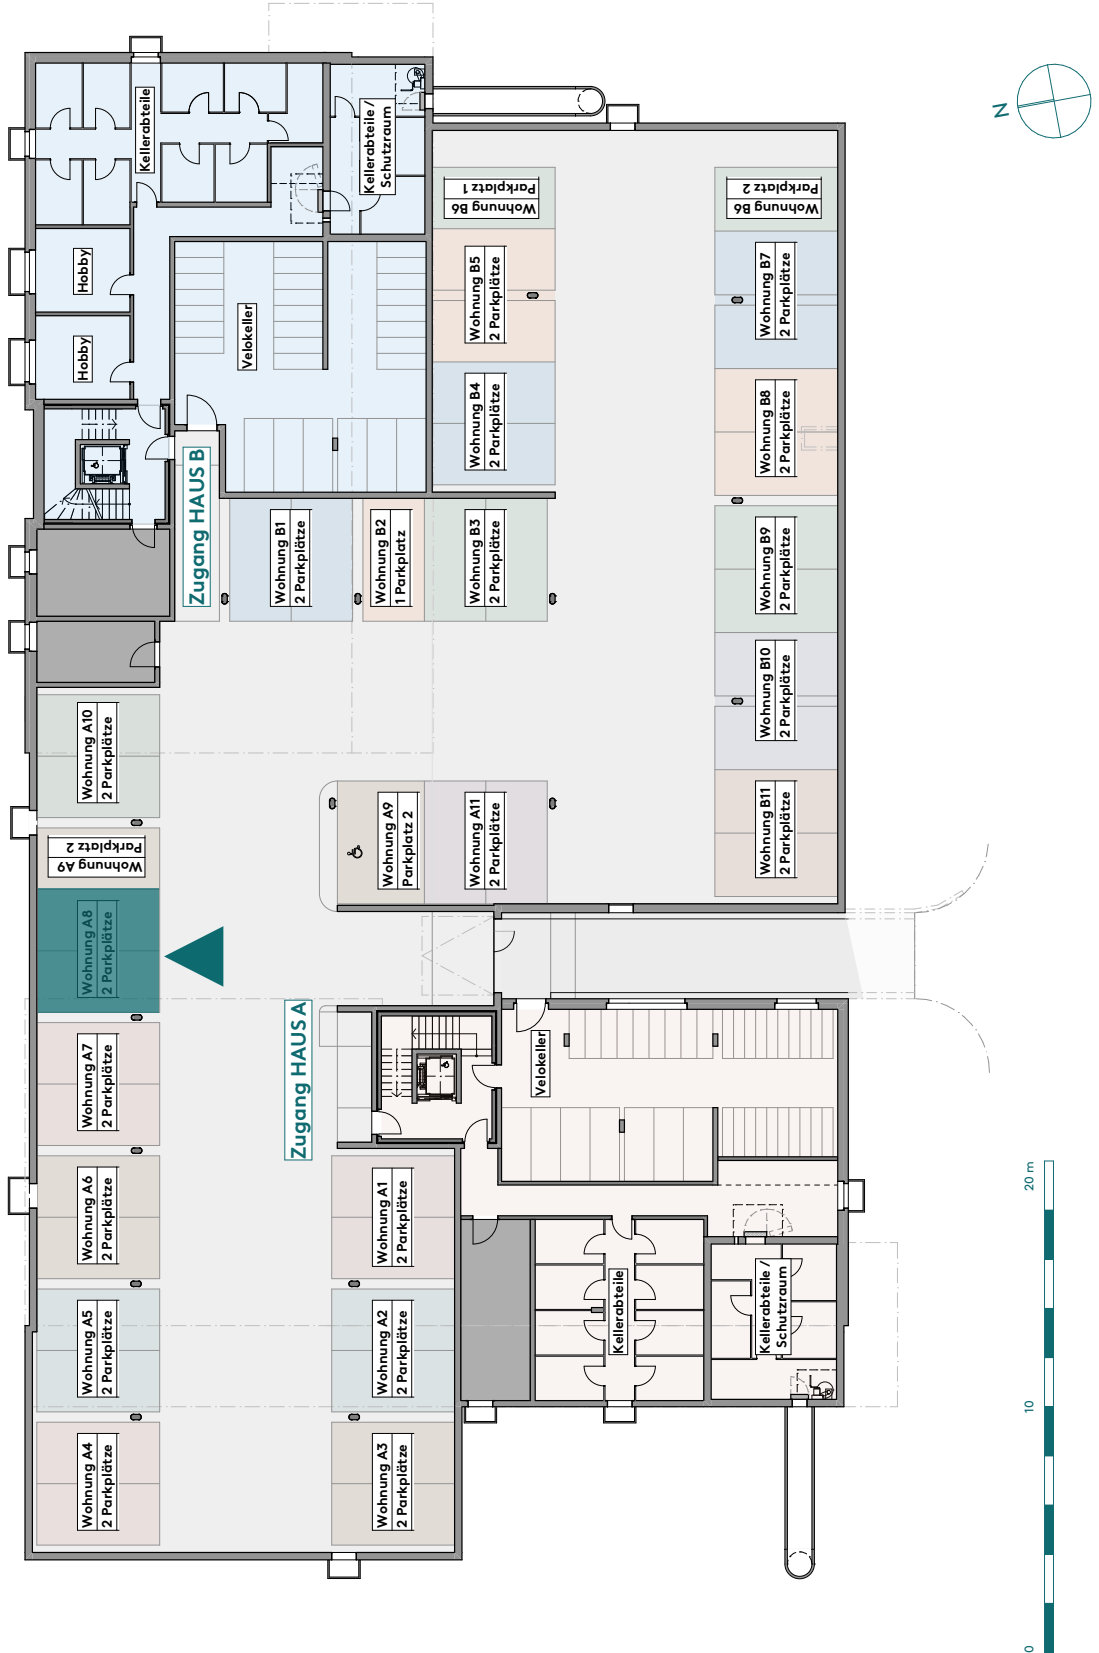 N
Kellerabteile
Kellerabteile /
Schutzraum
Hobby
Hobby
Velokeller
Zugang HAUS B
Wohnung B6
Parkplatz 1
Wohnung B6
Parkplatz 2
Wohnung B5
2 Parkplätze
Wohnung B7
2 Parkplätze
Wohnung B4
2 Parkplätze
Wohnung B8
2 Parkplätze
Wohnung B1
2 Parkplätze
Wohnung B2
1 Parkplatz
Wohnung B3
2 Parkplätze
Wohnung B9
2 Parkplätze
Wohnung B10
2 Parkplätze
Wohnung A10
2 Parkplätze
Wohnung A9
Parkplatz 2
Wohnung A9
Parkplatz 2
Wohnung A11
2 Parkplätze
Wohnung B11
2 Parkplätze
Wohnung A8
2 Parkplätze
Zugang HAUS A
Velokeller
Wohnung A7
2 Parkplätze
Wohnung A6
2 Parkplätze
Wohnung A1
2 Parkplätze
Wohnung A5
2 Parkplätze
Wohnung A2
2 Parkplätze
Kellerabteile
Kellerabteile /
Schutzraum
Wohnung A4
2 Parkplätze
Wohnung A3
2 Parkplätze
20 m
10
0